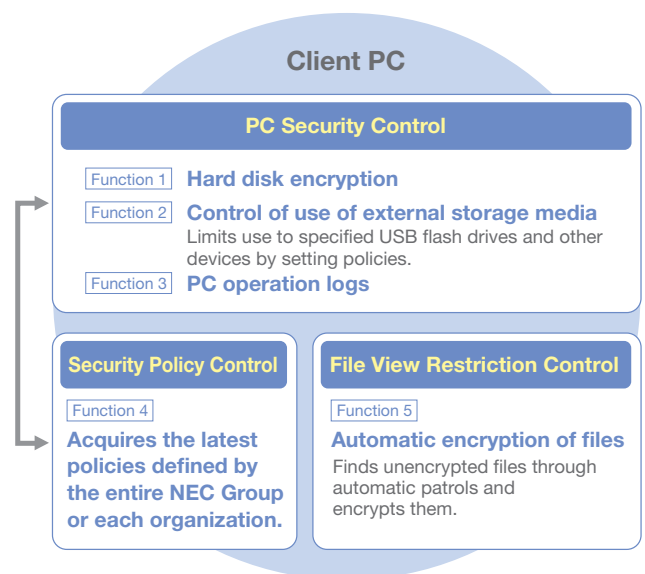 Client PC
PC Security Control
Function 1 Hard disk encryption
Function 2 Control of use of external storage media
Limits use to specified USB flash drives and other
devices by setting policies.
Function 3 PC operation logs
Security Policy Control
Function 4
Acquires the latest
policies defined by
the entire NEC Group
or each organization.
File View Restriction Control
Function 5
Automatic encryption of files
Finds unencrypted files through
automatic patrols and
encrypts them.